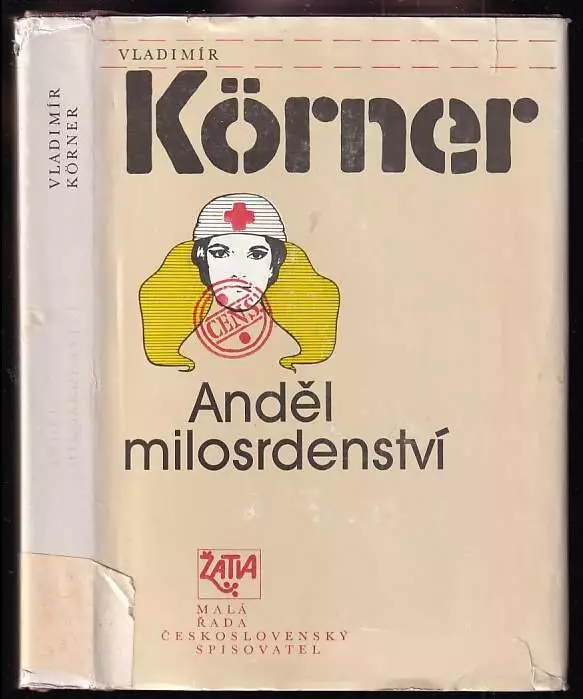 VLADIMÍR
Körner
CENS
Anděl
milosrdenství
ŽATVA
MALÁ
ŘADA
ČESKOSLOVENSKÝ
SPISOVATEL
VLADIMÍR
KÖRNER